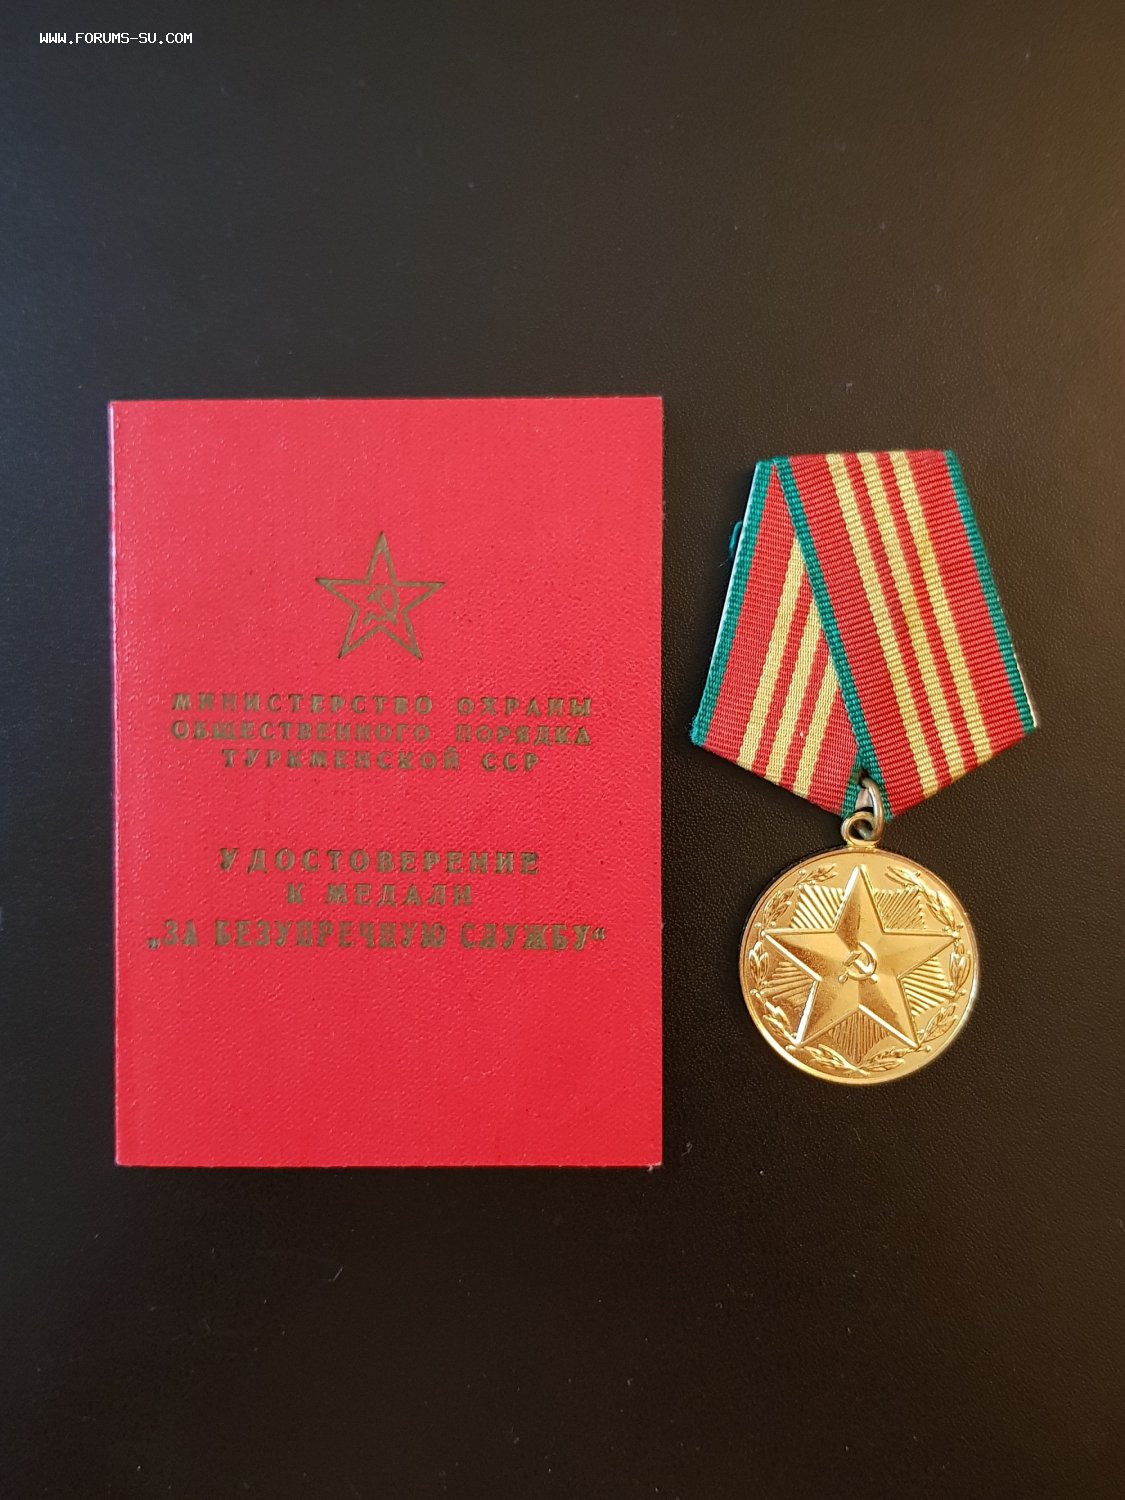 WWW.FORUMS-SU.COM
МИНИСТЕРСТВО ОХРАНЫ
ОБЩЕСТВЕННОГО ПОРЯДКА
ТУРКМЕНСКОЙ ССР
УДОСТОВЕРЕНИЕ
К МЕДАЛИ
„ЗА БЕЗУПРЕЧНУЮ СЛУЖБУ“